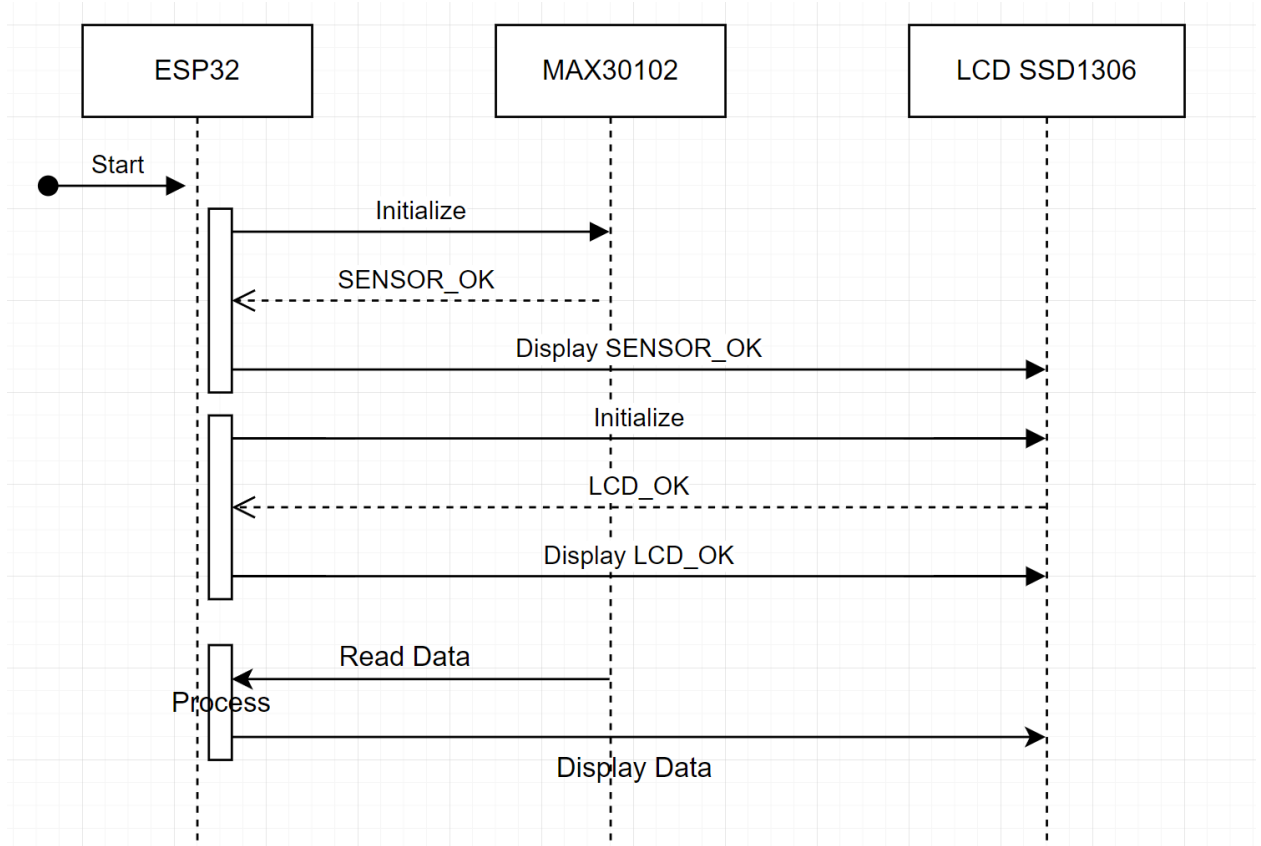 ESP32
MAX30102
LCD SSD1306
Start
Initialize
SENSOR_OK
Display SENSOR_OK
Initialize
LCD_OK
Display LCD_OK
Read Data
Process
Display Data